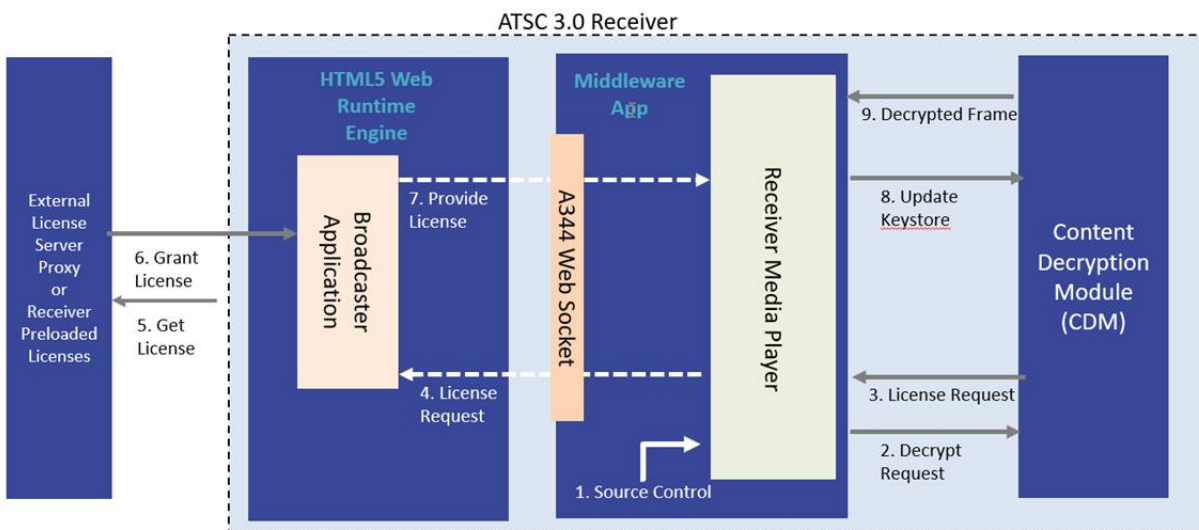 ATSC 3.0 Receiver
External
License
Server
Proxy
or
Receiver
Preloaded
Licenses
6. Grant
License
5. Get
License
HTML5 Web
Runtime
Engine
Broadcaster
Application
7. Provide
License
4. License
Request
A344 Web Socket
Middleware
App
1. Source Control
Receiver Media Player
9. Decrypted Frame
8. Update
Keystore
3. License Request
2. Decrypt
Request
Content
Decryption
Module
(CDM)